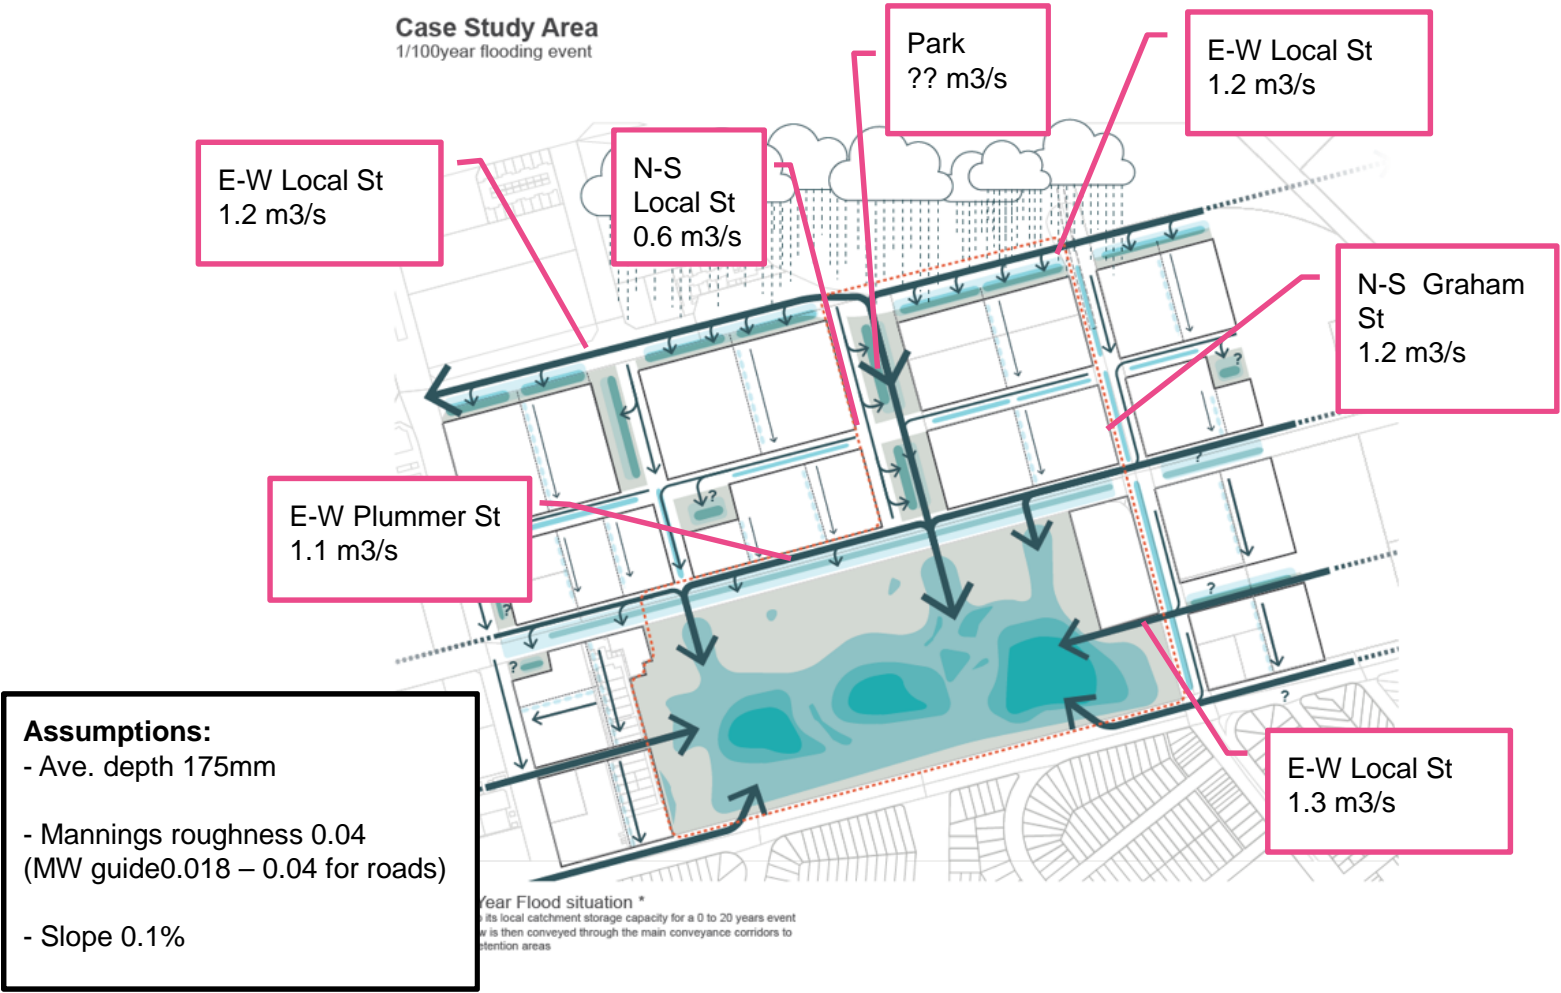 Case Study Area
1/100year flooding event
Park
?? m3/s
E-W Local St
1.2 m3/s
E-W Local St
1.2 m3/s
N-S
Local St
0.6 m3/s
N-S Graham
St
1.2 m3/s
?
?
?
E-W Plummer St
1.1 m3/s
?
?
?
?
Assumptions:
- Ave. depth 175mm
- Mannings roughness 0.04
(MW guide0.018 – 0.04 for roads)
- Slope 0.1%
E-W Local St
1.3 m3/s
Year Flood situation *
its local catchment storage capacity for a 0 to 20 years event
w is then conveyed through the main conveyance corridors to
etention areas